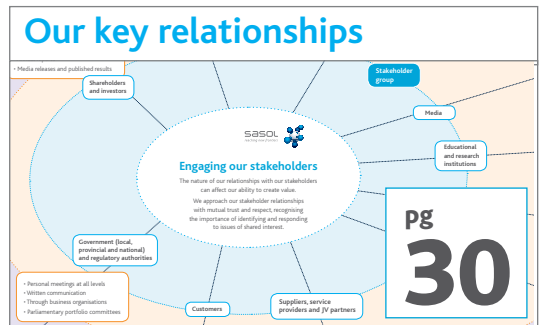 Our key relationships
• Media releases and published results
Shareholders
and investors
Stakeholder
group
Media
Educational
and research
institutions
sasol
Engaging our stakeholders
The nature of our relationships with our stakeholders
can affect our ability to create value.
We approach our stakeholder relationships
with mutual trust and respect, recognising
the importance of identifying and responding
to issues of shared interest.
pg
30
Government (local,
provincial and national)
and regulatory authorities
• Personal meetings at all levels
• Written communication
• Through business organisations
• Parliamentary portfolio committees
Customers
Suppliers, service
providers and JV partners